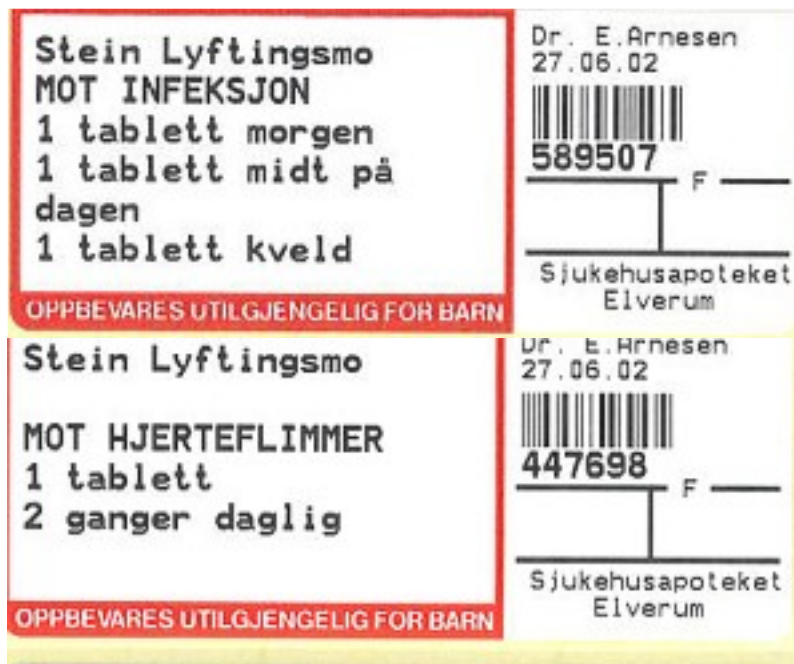 Stein Lyftingsmo
MOT INFEKSJON
1 tablett morgen
1 tablett midt på
dagen
1 tablett kveld
OPPBEVARES UTILGJENGELIG FOR BARN
Dr. E.Arnesen
27.06.02
589507
F
Sjukehusapoteket
Elverum
Stein Lyftingsmo
MOT HJERTEFLIMMER
1 tablett
2 ganger daglig
OPPBEVARES UTILGJENGELIG FOR BARN
Dr. E.Arnesen
27.06.02
447698
F
Sjukehusapoteket
Elverum